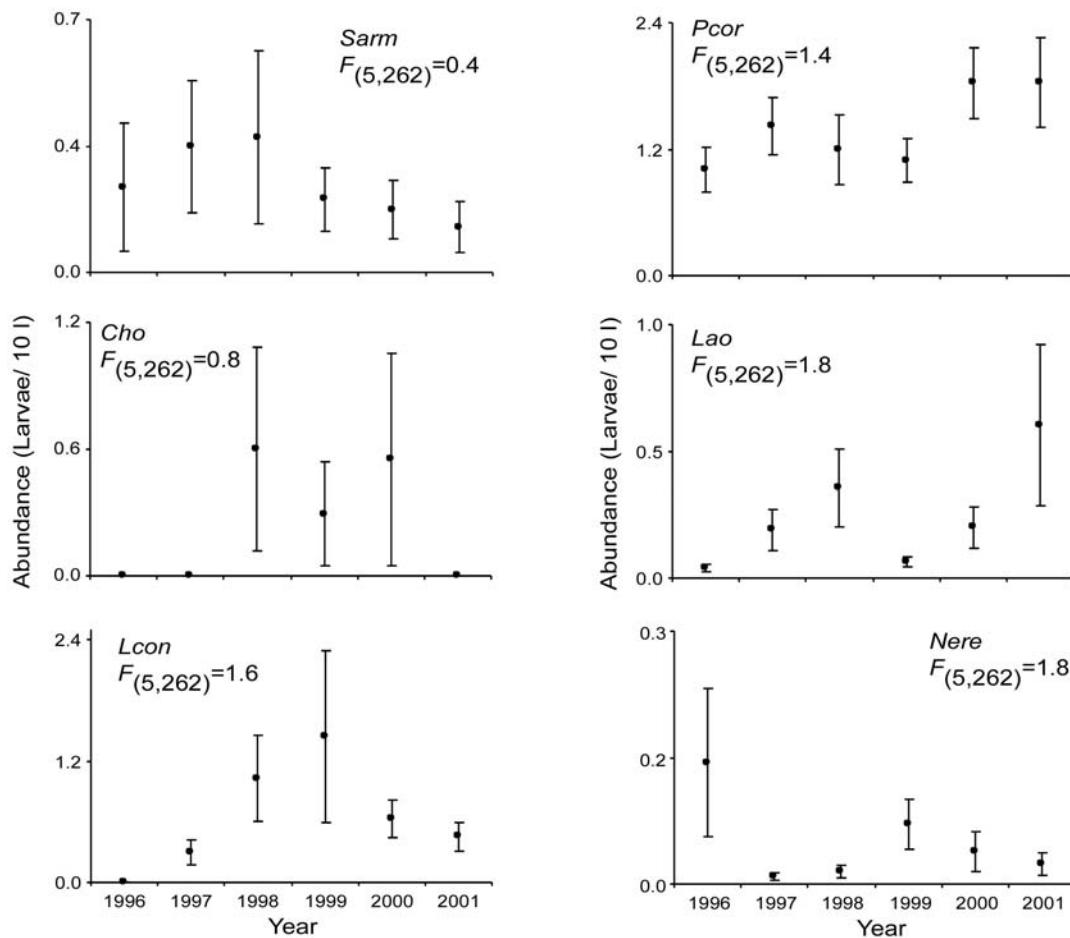 Sarm
F(5,262)=0.4
0.7
0.4
0.0
Pcor
F(5,262)=1.4
2.4
1.2
0.0
Cho
F(5,262)=0.8
1.2
0.6
0.0
Lao
F(5,262)=1.8
1.0
0.5
0.0
Lcon
F(5,262)=1.6
2.4
1.2
0.0
Nere
F(5,262)=1.8
0.3
0.2
0.0
Abundance (Larvae/ 10 l)
Abundance (Larvae/ 10 l)
1996 1997 1998 1999 2000 2001
Year
1996 1997 1998 1999 2000 2001
Year